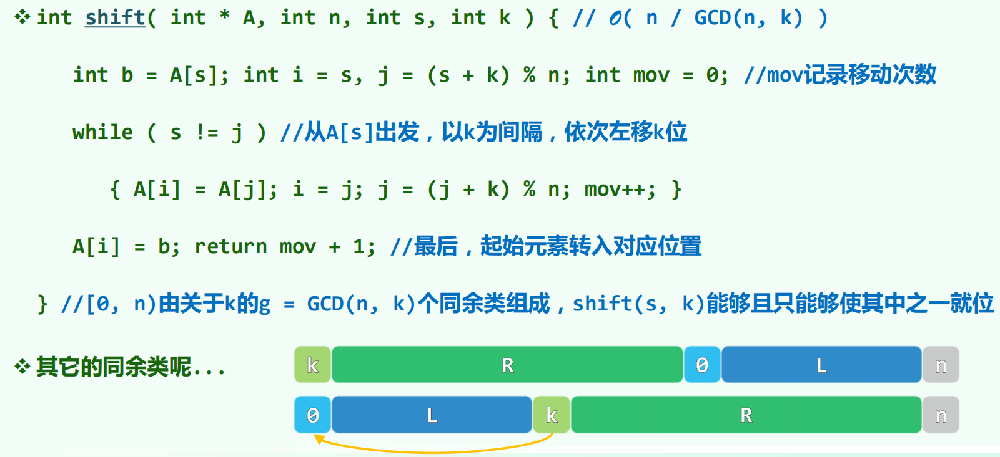 ❖ int shift( int * A, int n, int s, int k ) { // O( n / GCD(n, k) )
int b = A[s]; int i = s, j = (s + k) % n; int mov = 0; //mov记录移动次数
while ( s != j ) //从A[s]出发，以k为间隔，依次左移k位
{ A[i] = A[j]; i = j; j = (j + k) % n; mov++; }
A[i] = b; return mov + 1; //最后，起始元素转入对应位置
} //[0, n)由关于k的g = GCD(n, k)个同余类组成，shift(s, k)能够且只能够使其中之一就位
❖ 其它的同余类呢...
k R 0 L n
0 L k R n